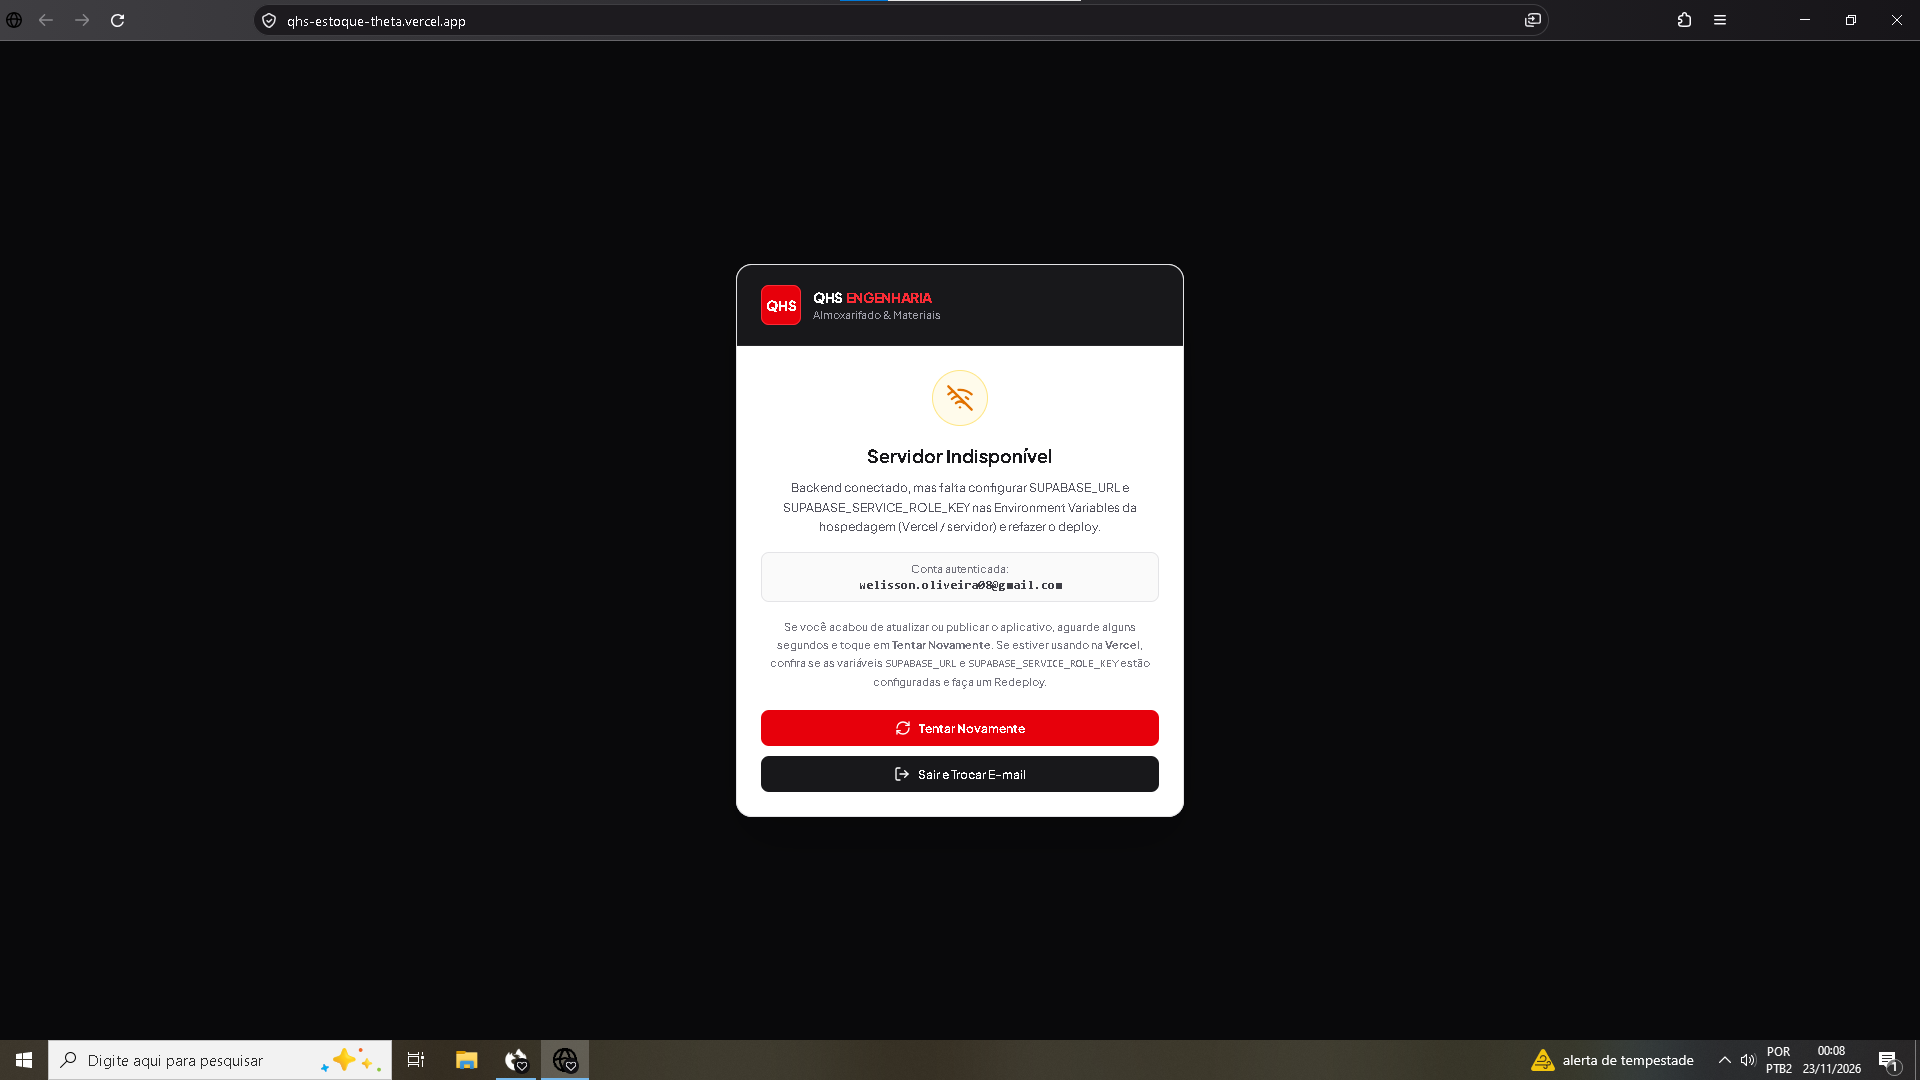 qhs-estoque-theta.vercel.app
QHS
QHS ENGENHARIA
Almoxarifado & Materiais
Servidor Indisponível
Backend conectado, mas falta configurar SUPABASE_URL e
SUPABASE_SERVICE_ROLE_KEY nas Environment Variables da
hospedagem (Vercel / servidor) e refazer o deploy.
Conta autenticada:
welisson.oliveira08@gmail.com
Se você acabou de atualizar ou publicar o aplicativo, aguarde alguns
segundos e toque em Tentar Novamente. Se estiver usando na Vercel,
confira se as variáveis SUPABASE_URL e SUPABASE_SERVICE_ROLE_KEY estão
configuradas e faça um Redeploy.
Tentar Novamente
Sair e Trocar E-mail
Digite aqui para pesquisar
alerta de tempestade
POR
PTB2
00:08
23/11/2026
1